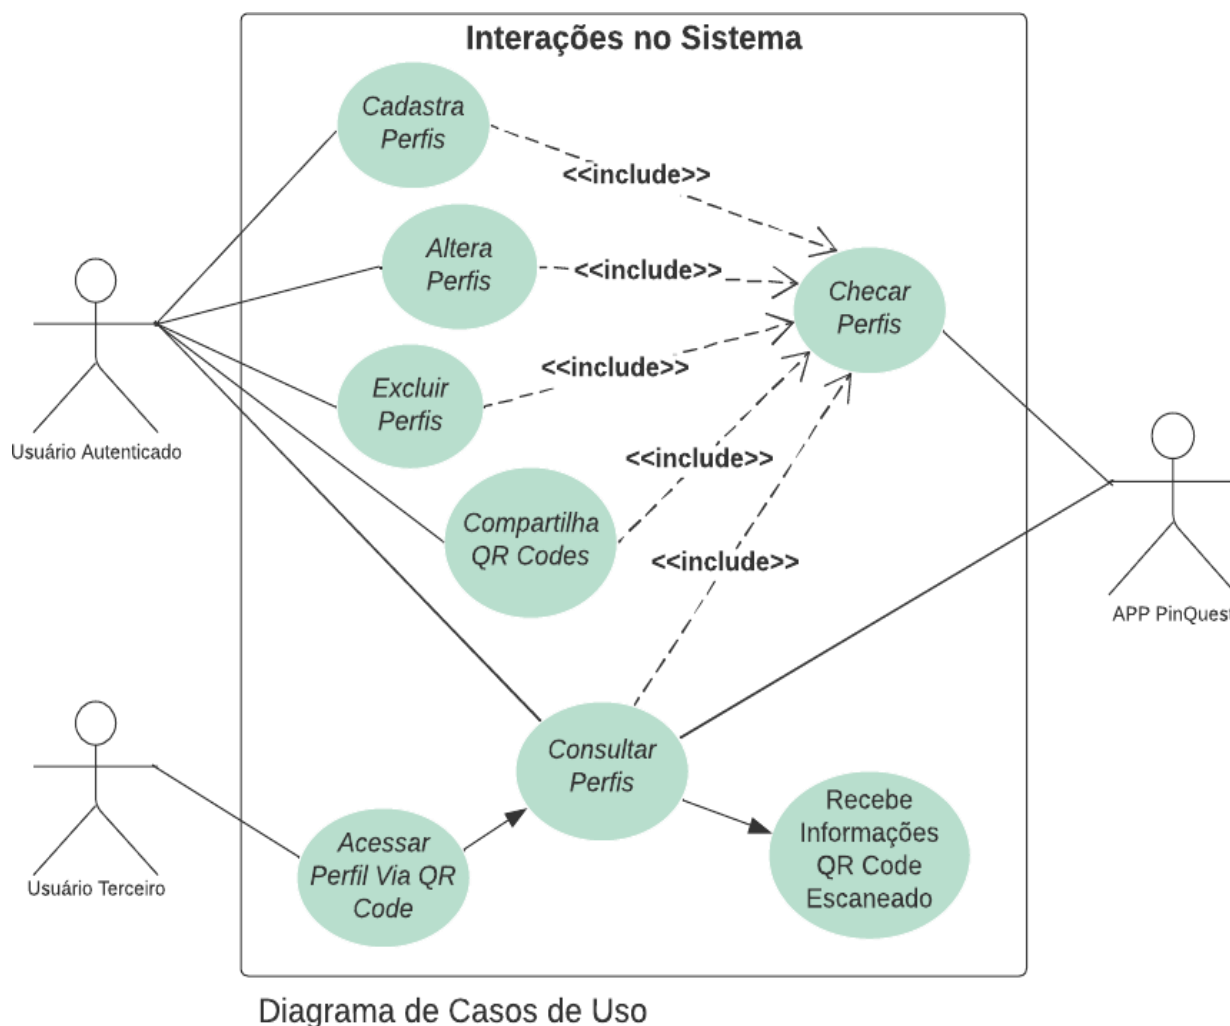 Interações no Sistema
Cadastra
Perfis
<<include>>
Altera
Perfis
<<include>>
Checar
Perfis
Excluir
Perfis
<<include>>
Usuário Autenticado
<<include>>
Compartilha
QR Codes
<<include>>
APP PinQuest
Consultar
Perfis
Recebe
Informações
QR Code
Escaneado
Acessar
Perfil Via QR
Code
Usuário Terceiro
Diagrama de Casos de Uso